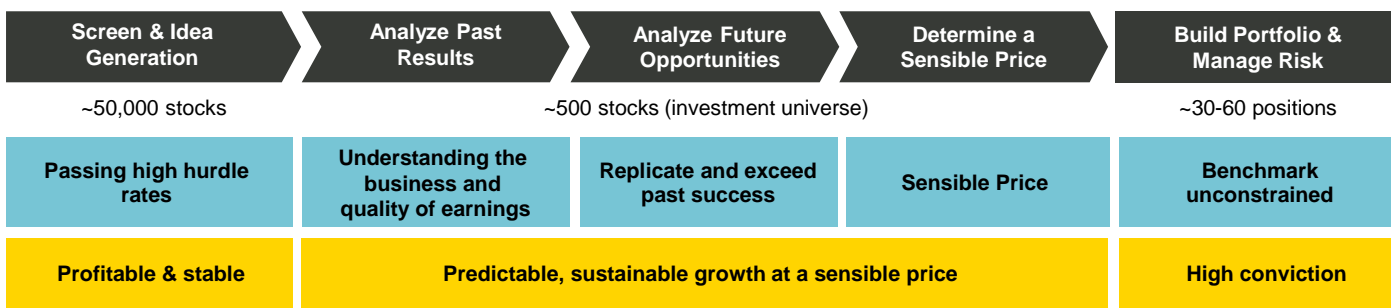 Screen & Idea
Generation
Analyze Past
Results
Analyze Future
Opportunities
Determine a
Sensible Price
Build Portfolio &
Manage Risk
~50,000 stocks
~500 stocks (investment universe)
~30-60 positions
Passing high hurdle
rates
Understanding the
business and
quality of earnings
Replicate and exceed
past success
Sensible Price
Benchmark
unconstrained
Profitable & stable
Predictable, sustainable growth at a sensible price
High conviction